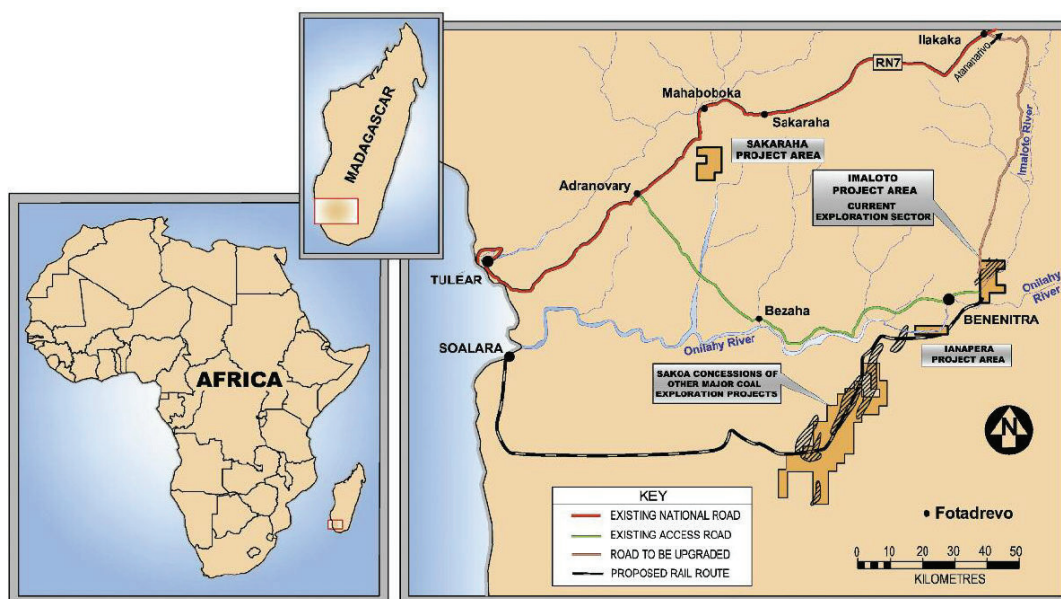 AFRICA
MADAGASCAR
Ilakaka
Atananarivo
RN7
Mahaboboka
Sakaraha
Imaloto River
SAKARAHA
PROJECT AREA
IMALOTO
PROJECT AREA
CURRENT
EXPLORATION SECTOR
Adranovary
TULEAR
Onilahy
River
BENENITRA
Bezaha
SOALARA
Onilahy River
IANAPERA
PROJECT AREA
SAKOA CONCESSIONS OF
OTHER MAJOR COAL
EXPLORATION PROJECTS
N
KEY
EXISTING NATIONAL ROAD
EXISTING ACCESS ROAD
ROAD TO BE UPGRADED
PROPOSED RAIL ROUTE
Fotadrevo
0 10 20 30 40 50
KILOMETRES